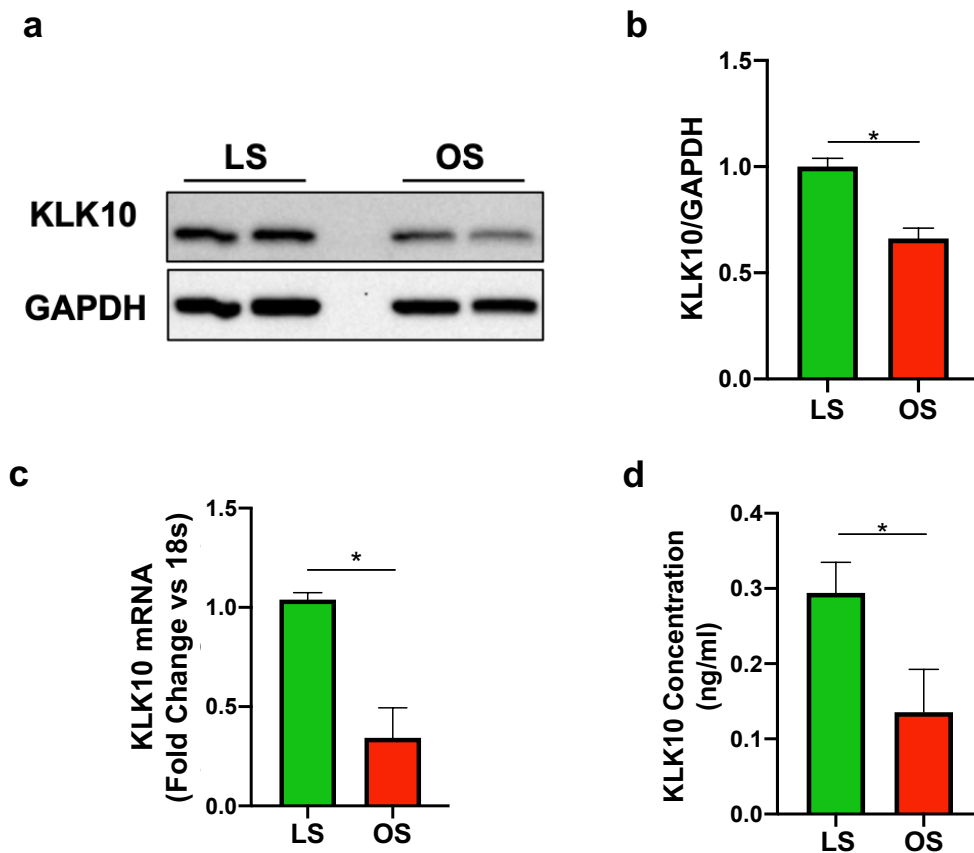 a
LS OS
KLK10
GAPDH
b
KLK10/GAPDH
1.5
1.0
0.5
0.0
*
LS OS
c
KLK10 mRNA
(Fold Change vs 18s)
1.5
1.0
0.5
0.0
*
LS OS
d
KLK10 Concentration
(ng/ml)
0.4
0.3
0.2
0.1
0.0
*
LS OS